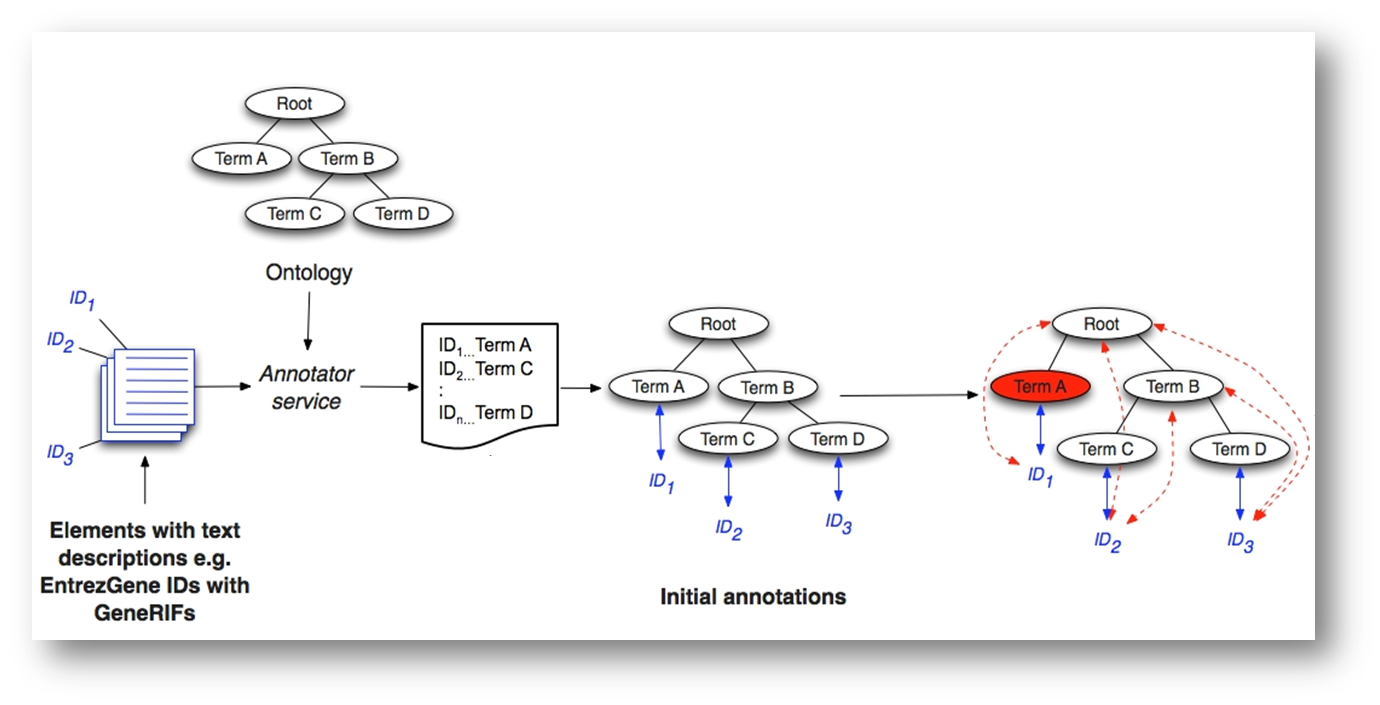 Root
Term A
Term B
Term C
Term D
Ontology
ID1
ID2
ID3
Annotator
service
ID1...Term A
ID2...Term C
:
IDn...Term D
Elements with text
descriptions e.g.
EntrezGene IDs with
GeneRIFs
Root
Term A
Term B
Term C
Term D
ID1
ID2
ID3
Initial annotations
Root
Term A
Term B
Term C
Term D
ID1
ID2
ID3